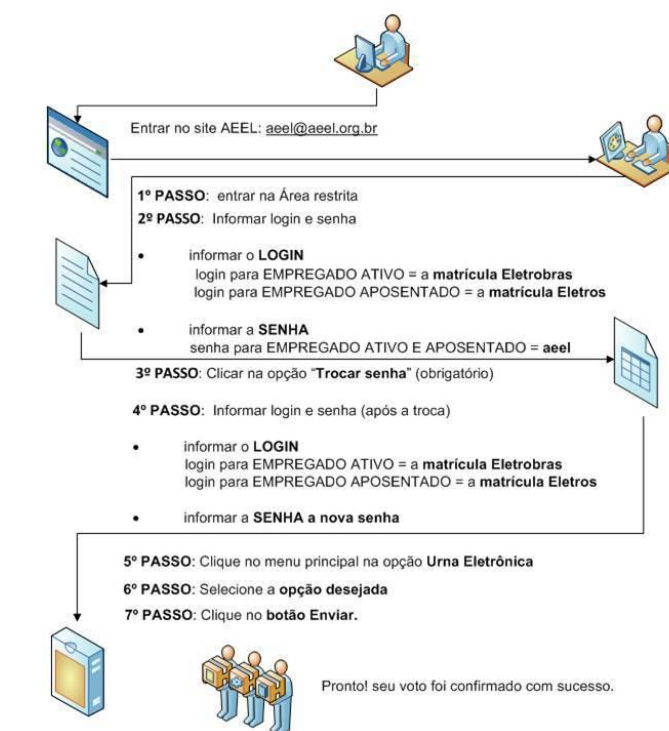 Entrar no site AEEL: aeel@aeel.org.br
1º PASSO: entrar na Área restrita
2º PASSO: Informar login e senha
• informar o LOGIN
login para EMPREGADO ATIVO = a matrícula Eletrobras
login para EMPREGADO APOSENTADO = a matrícula Eletros
• informar a SENHA
senha para EMPREGADO ATIVO E APOSENTADO = aeel
3º PASSO: Clicar na opção “Trocar senha” (obrigatório)
4º PASSO: Informar login e senha (após a troca)
• informar o LOGIN
login para EMPREGADO ATIVO = a matrícula Eletrobras
login para EMPREGADO APOSENTADO = a matrícula Eletros
• informar a SENHA a nova senha
5º PASSO: Clique no menu principal na opção Urna Eletrônica
6º PASSO: Selecione a opção desejada
7º PASSO: Clique no botão Enviar.
Pronto! seu voto foi confirmado com sucesso.